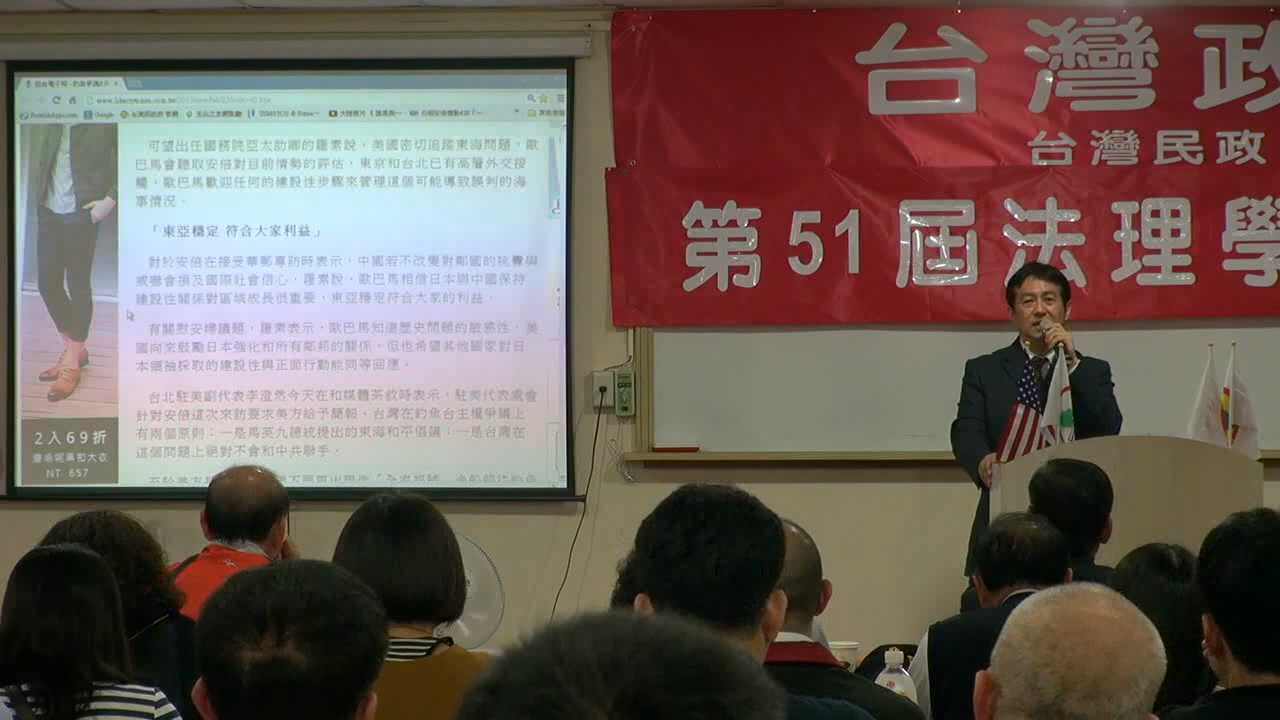 台灣政
台灣民政
第51屆法理學
可望出任國務院亞太助卿的羅素說，美國密切追蹤東海問題，歐
巴馬會聽取安倍對目前情勢的評估，東京和台北已有高層外交接
觸，歐巴馬歡迎任何的建設性步驟來管理這個可能導致誤判的海
事情況。
「東亞穩定 符合大家利益」
對於安倍在接受華郵專訪時表示，中國若不改變對鄰國的挑釁與
威嚇會損及國際社會信心，羅素說，歐巴馬相信日本與中國保持
建設性關係對區域成長很重要，東亞穩定符合大家的利益。
有關慰安婦議題，羅素表示，歐巴馬知道歷史問題的敏感性，美
國向來鼓勵日本強化和所有鄰邦的關係，但也希望其他國家對日
本領袖採取的建設性與正面行動能同等回應。
台北駐美副代表李澄然今天在和媒體茶敘時表示，駐美代表處會
針對安倍這次來訪要求美方給予簡報。台灣在釣魚台主權爭議上
有兩個原則：一是馬英九總統提出的東海和平倡議；一是台灣在
這個問題上絕對不會和中共聯手。
2入69折
NT 657